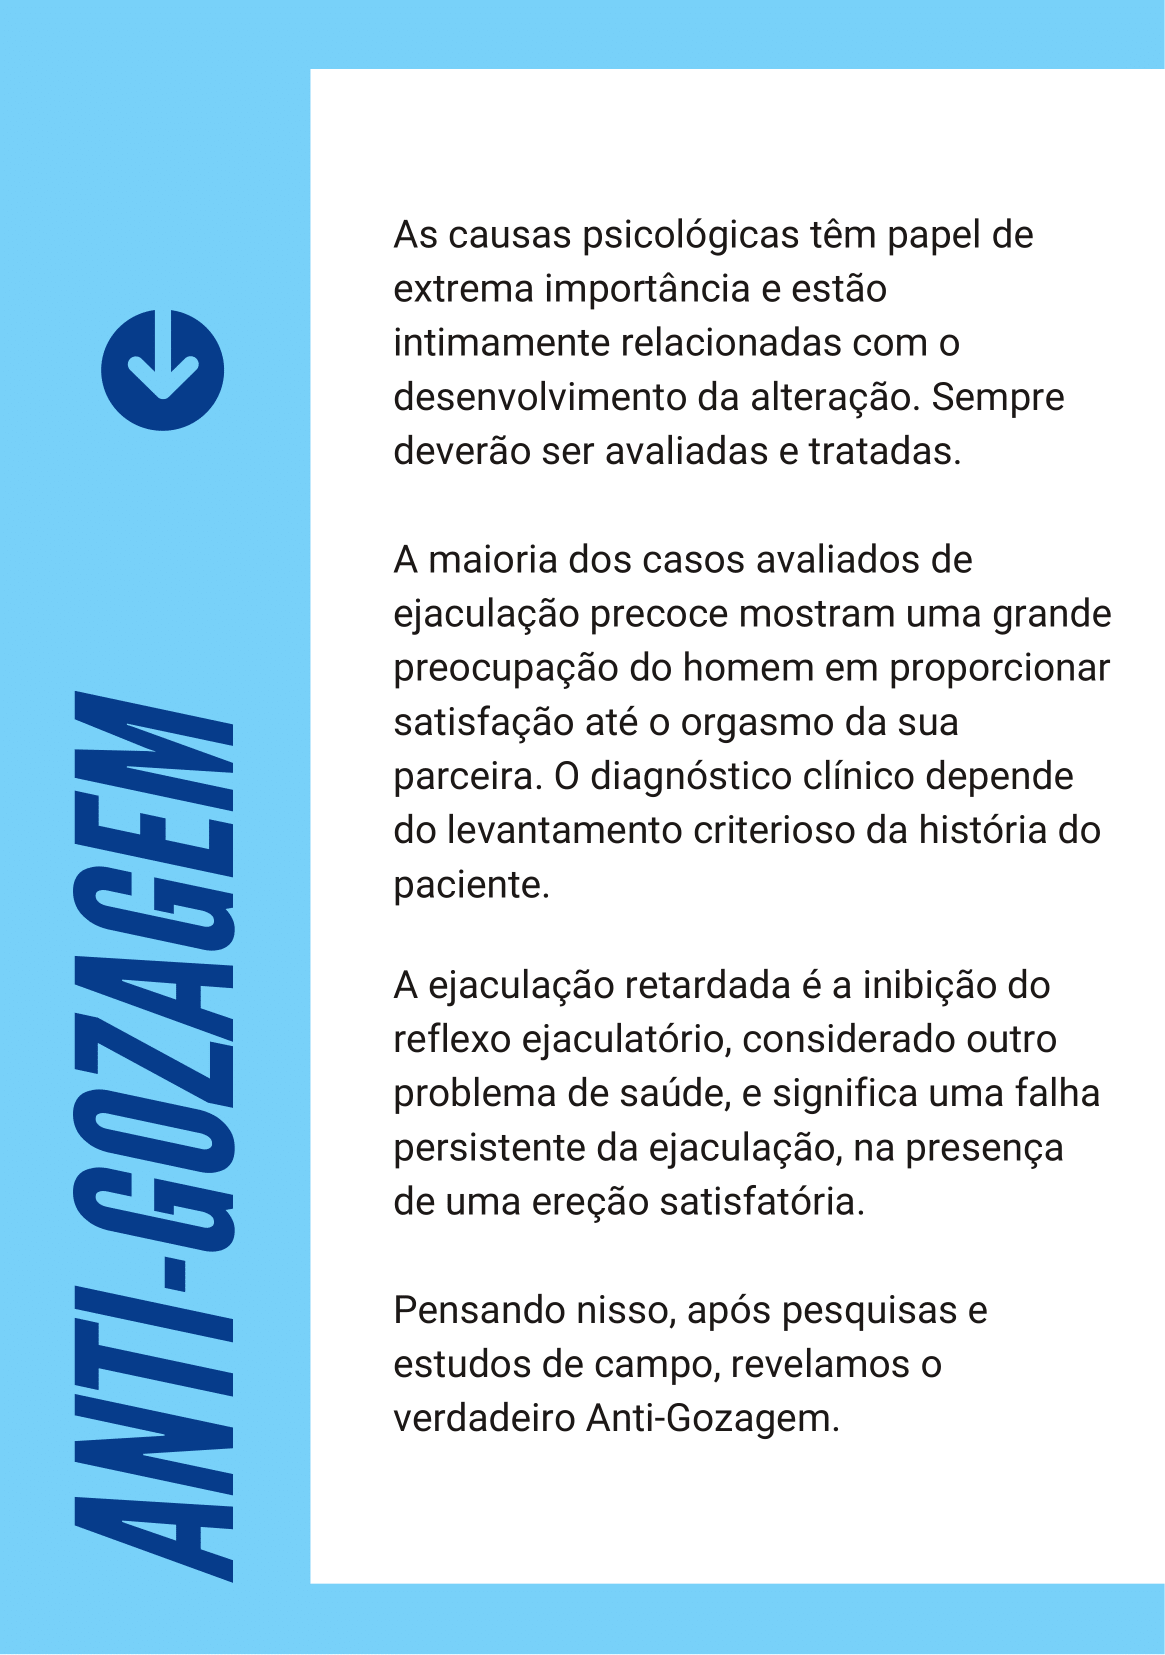 ANTI-GOZAGEM
As causas psicológicas têm papel de
extrema importância e estão
intimamente relacionadas com o
desenvolvimento da alteração. Sempre
deverão ser avaliadas e tratadas.
A maioria dos casos avaliados de
ejaculação precoce mostram uma grande
preocupação do homem em proporcionar
satisfação até o orgasmo da sua
parceira. O diagnóstico clínico depende
do levantamento criterioso da história do
paciente.
A ejaculação retardada é a inibição do
reflexo ejaculatório, considerado outro
problema de saúde, e significa uma falha
persistente da ejaculação, na presença
de uma ereção satisfatória.
Pensando nisso, após pesquisas e
estudos de campo, revelamos o
verdadeiro Anti-Gozagem.